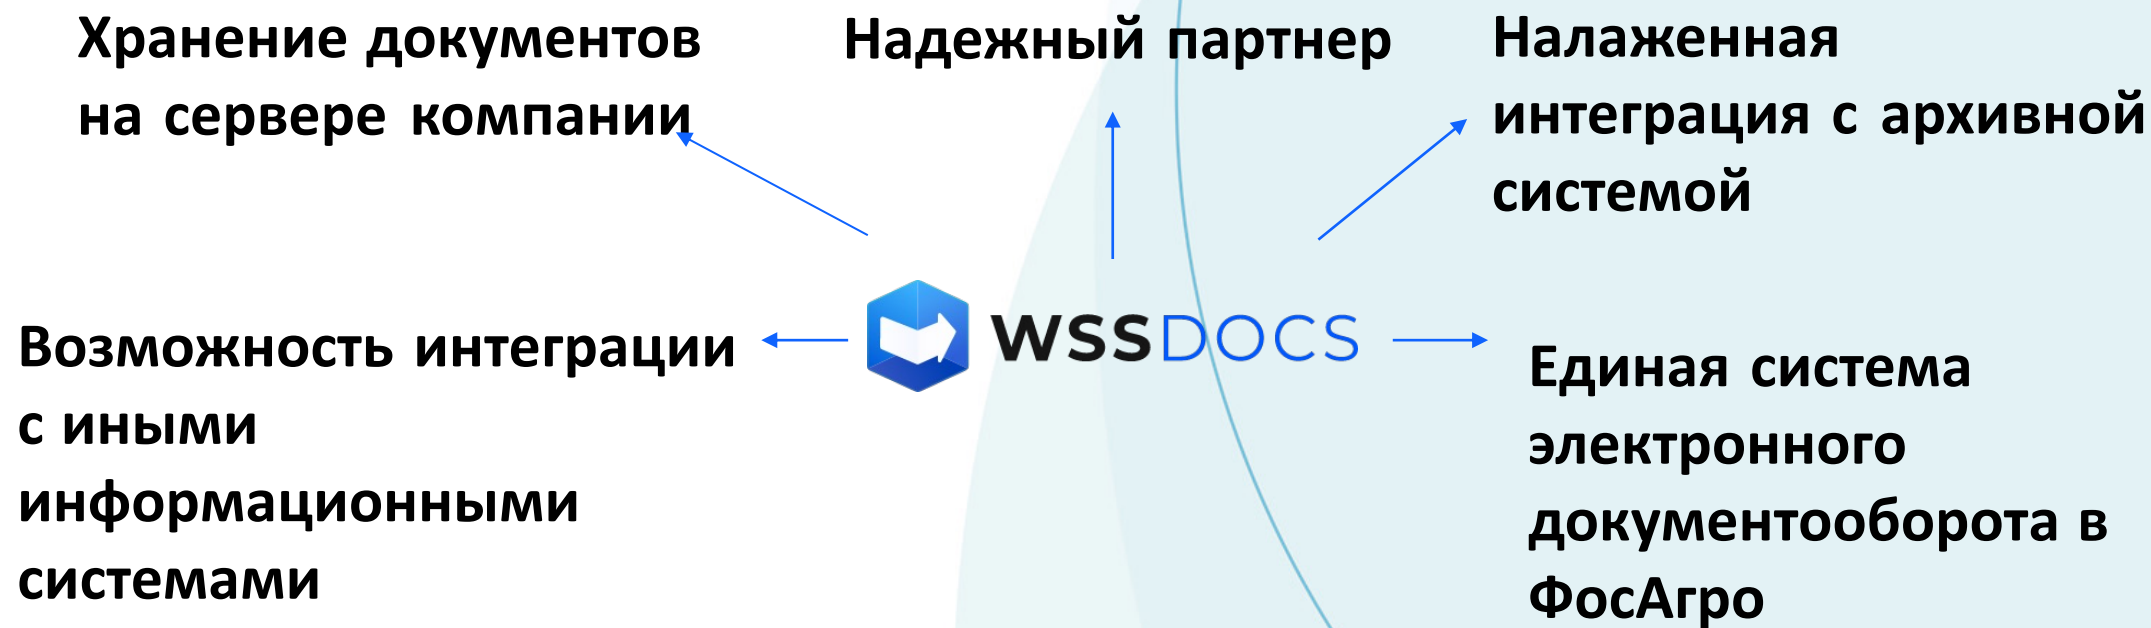 Хранение документов
на сервере компании
Надежный партнер
Налаженная
интеграция с архивной
системой
Возможность интеграции
с иными
информационными
системами
WSSDOCS
Единая система
электронного
документооборота в
ФосАгро